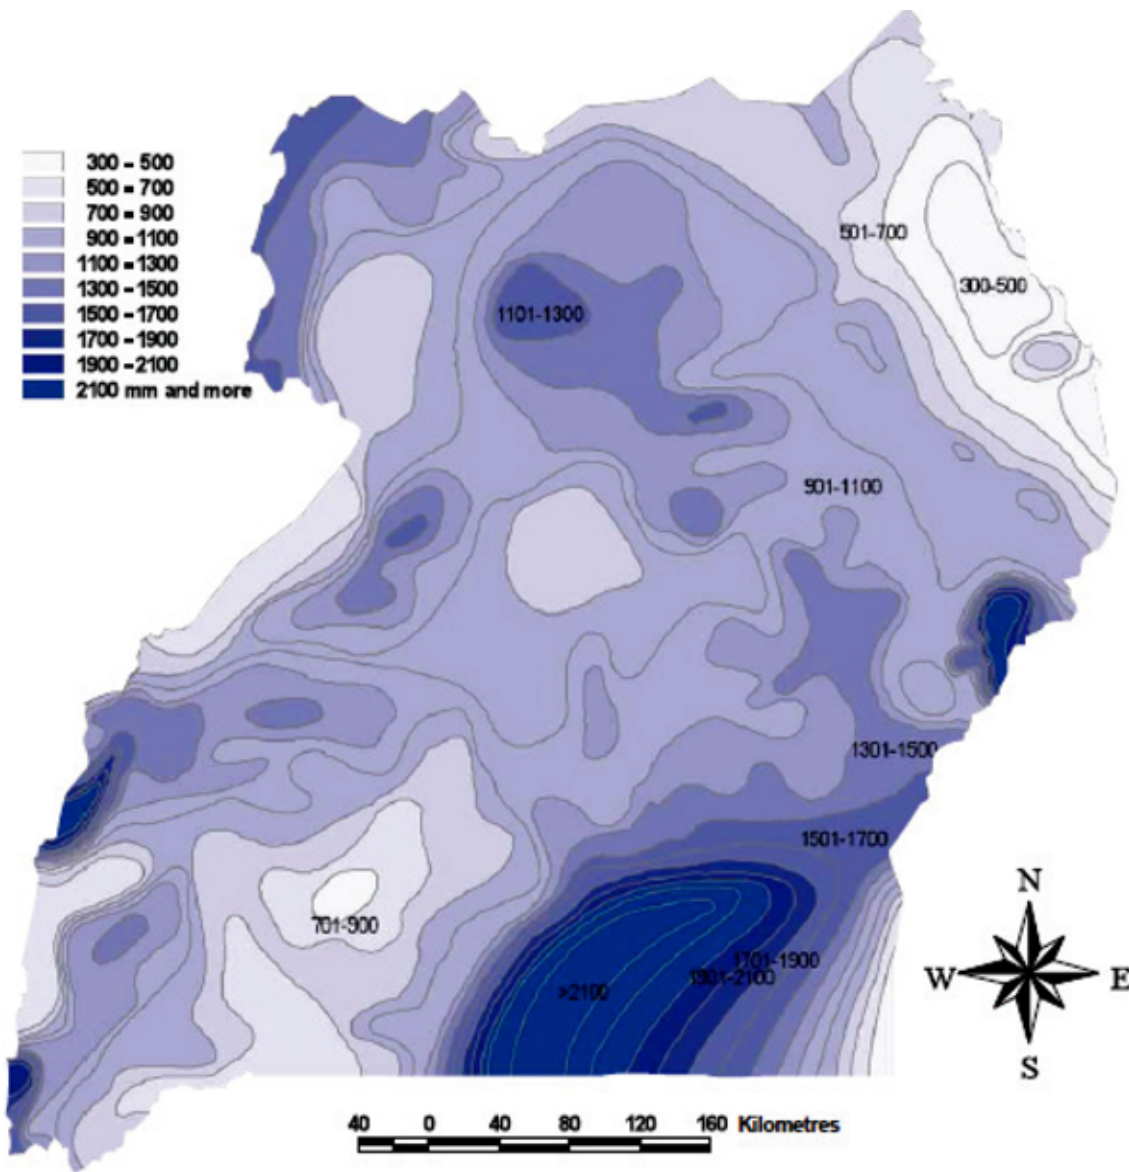 300 – 500
500 – 700
700 – 900
900 – 1100
1100 – 1300
1300 – 1500
1500 – 1700
1700 – 1900
1900 – 2100
2100 mm and more
501-700
300-500
1101-1300
901-1100
1301-1500
1501-1700
701-900
1701-1900
1901-2100
>2100
N
W
E
S
40 0 40 80 120 160 Kilometres